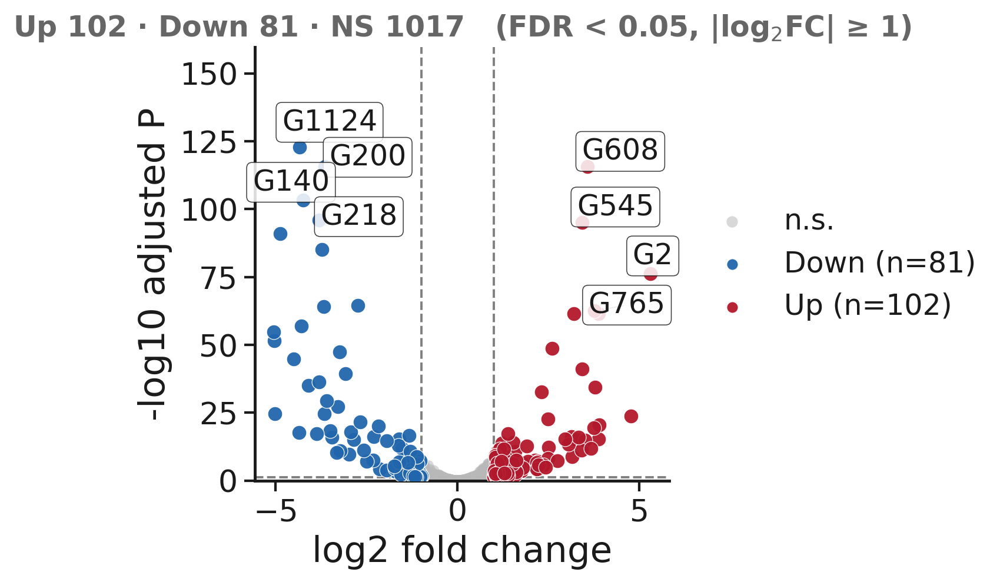 Up 102 · Down 81 · NS 1017 (FDR < 0.05, |log₂FC| ≥ 1)
-log10 adjusted P
150
125
100
75
50
25
0
G1124
G200
G140
G218
G608
G545
G2
G765
n.s.
Down (n=81)
Up (n=102)
−5
0
5
log2 fold change